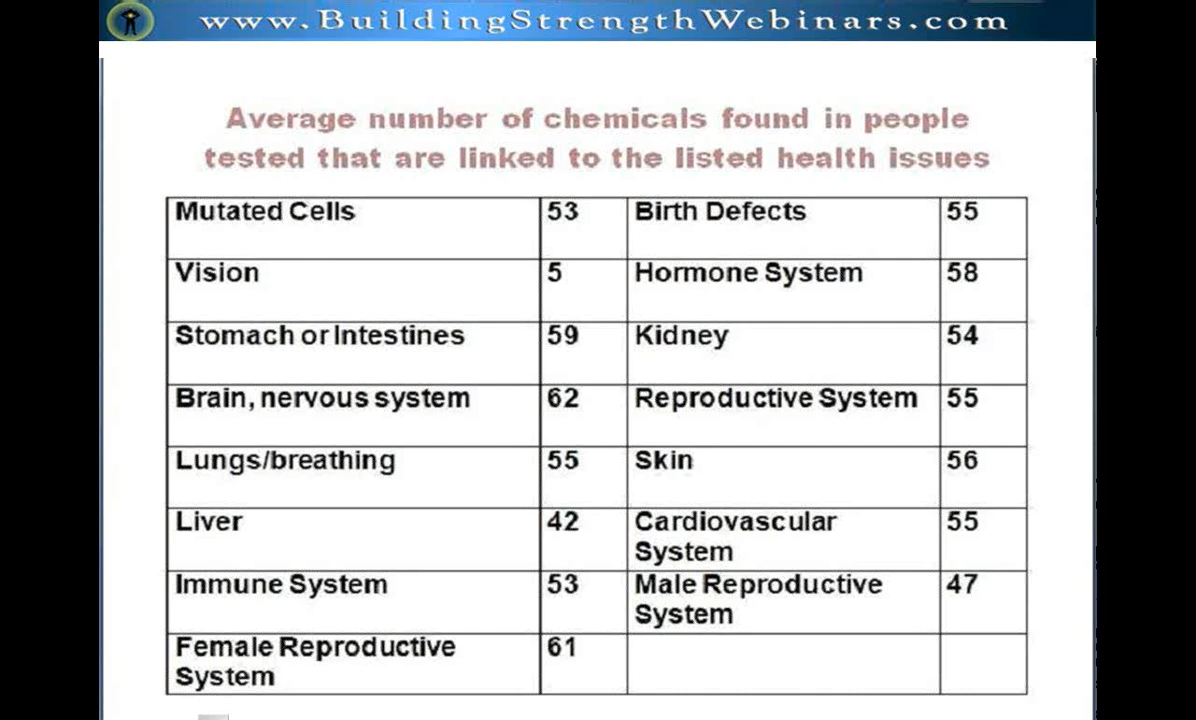 www.BuildingStrengthWebinars.com
Average number of chemicals found in people
tested that are linked to the listed health issues
Mutated Cells 53 Birth Defects 55
Vision 5 Hormone System 58
Stomach or Intestines 59 Kidney 54
Brain, nervous system 62 Reproductive System 55
Lungs/breathing 55 Skin 56
Liver 42 Cardiovascular System 55
Immune System 53 Male Reproductive System 47
Female Reproductive System 61